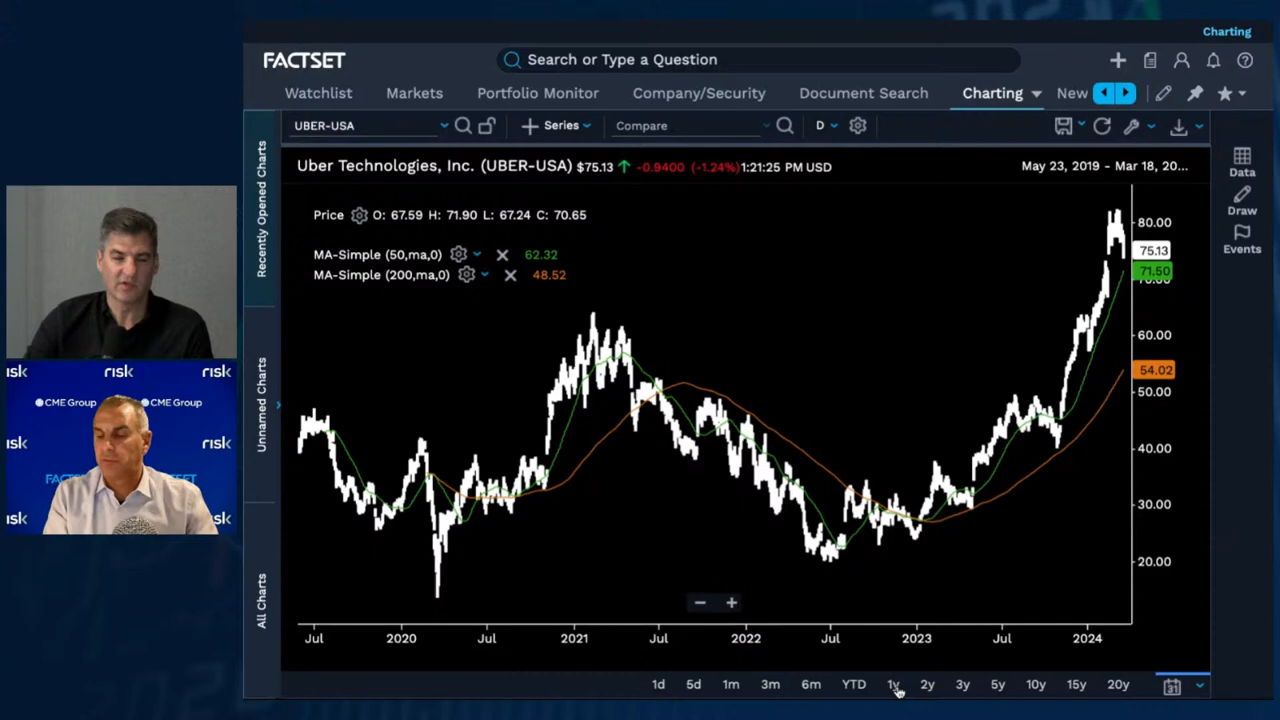 Charting
FACTSET
Search or Type a Question
Watchlist Markets Portfolio Monitor Company/Security Document Search Charting New
UBER-USA Series Compare D
Uber Technologies, Inc. (UBER-USA) $75.13 -0.9400 (-1.24%) 1:21:25 PM USD May 23, 2019 - Mar 18, 20...
Price O: 67.59 H: 71.90 L: 67.24 C: 70.65
MA-Simple (50,ma,0) 62.32
MA-Simple (200,ma,0) 48.52
Recently Opened Charts
Unnamed Charts
All Charts
Data
Draw
Events
80.00
75.13
71.50
60.00
54.02
50.00
40.00
30.00
20.00
Jul 2020 Jul 2021 Jul 2022 Jul 2023 Jul 2024
1d 5d 1m 3m 6m YTD 1y 2y 3y 5y 10y 15y 20y
31
risk risk
CME Group CME Group
risk